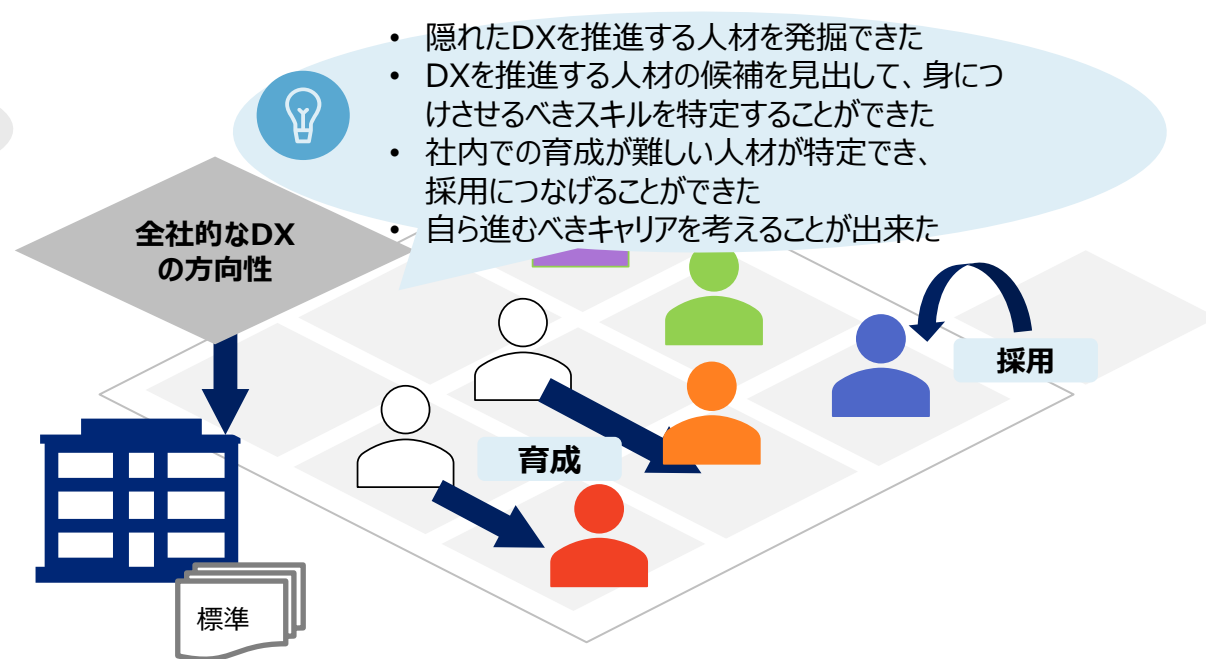 • 隠れたDXを推進する人材を発掘できた
• DXを推進する人材の候補を見出して、身につ
けさせるべきスキルを特定することができた
• 社内での育成が難しい人材が特定でき、
採用につなげることができた
• 自ら進むべきキャリアを考えることが出来た
全社的なDX
の方向性
採用
育成
標準